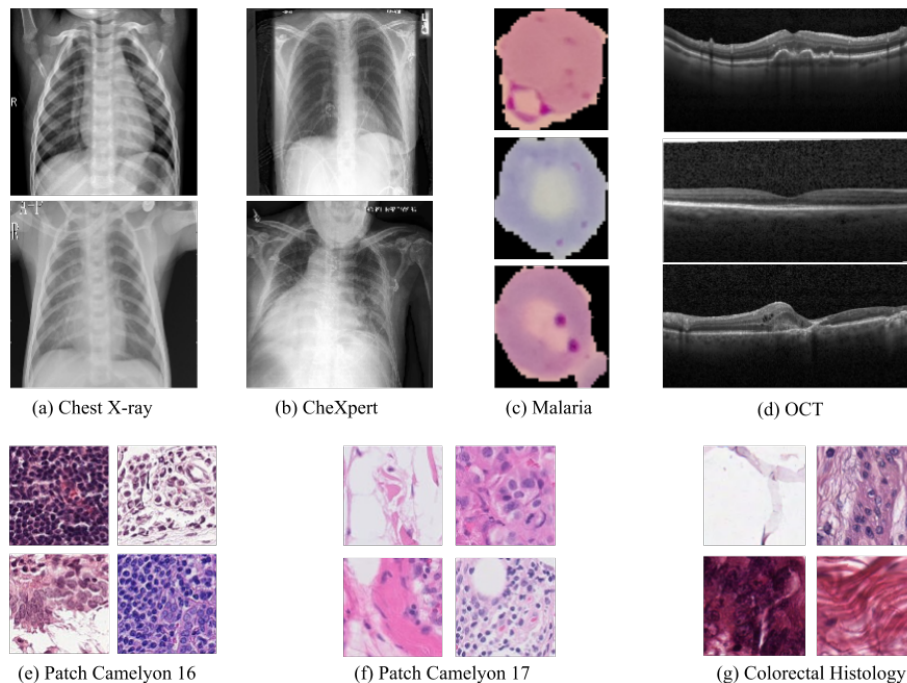 R
(a) Chest X-ray
(b) CheXpert
(c) Malaria
(d) OCT
(e) Patch Camelyon 16
(f) Patch Camelyon 17
(g) Colorectal Histology